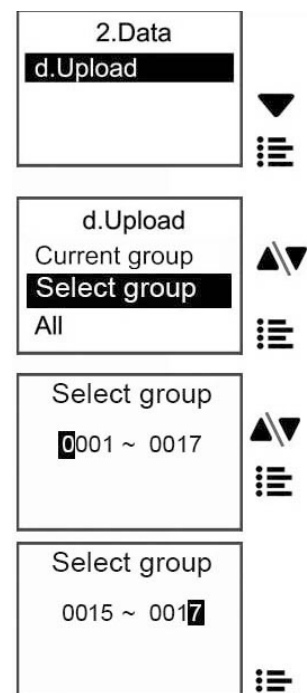 2.Data
d.Upload
d.Upload
Current group
Select group
All
Select group
0001 ~ 0017
Select group
0015 ~ 0017